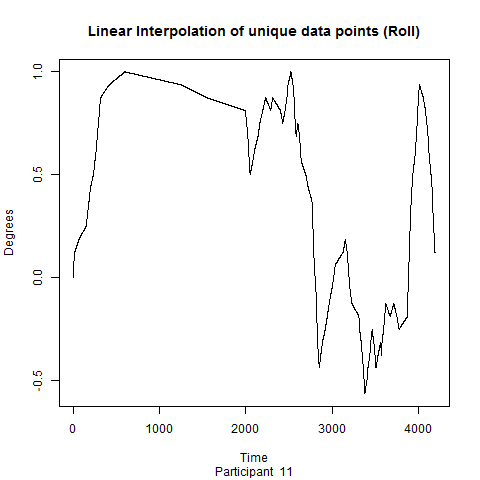 Linear Interpolation of unique data points (Roll)
Degrees
1.0
0.5
0.0
-0.5
0 1000 2000 3000 4000
Time
Participant 11